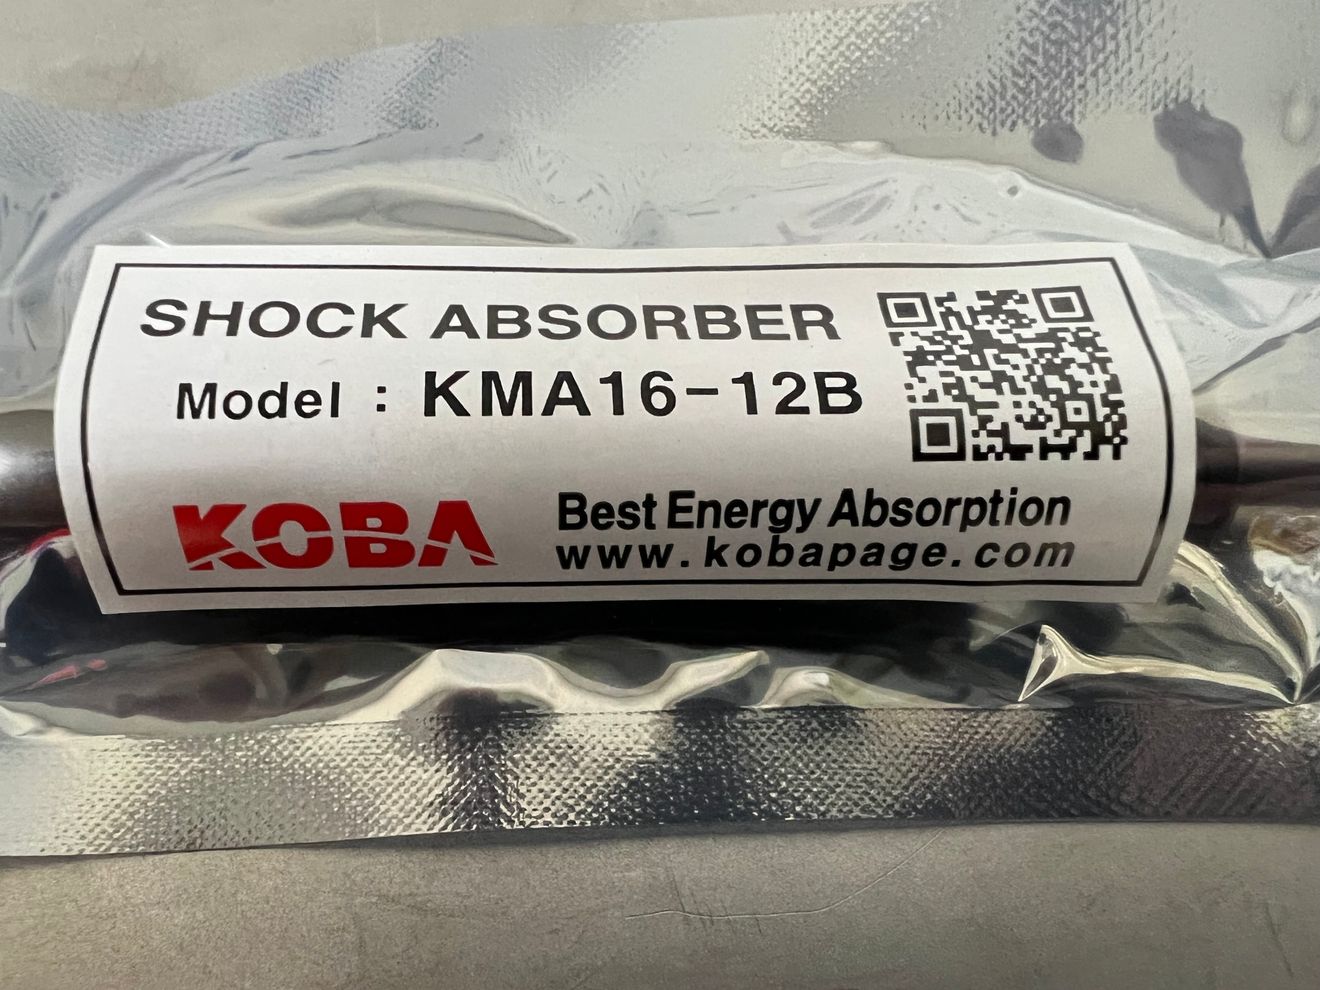 SHOCK ABSORBER
Model : KMA16-12B
KOBA
Best Energy Absorption
www.kobapage.com